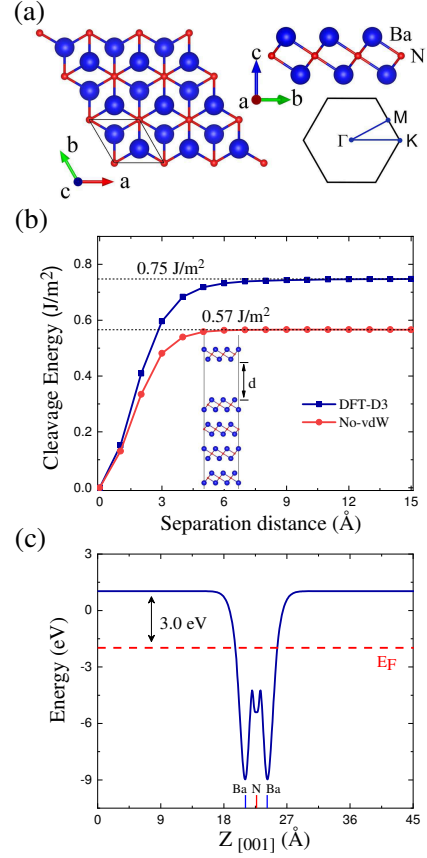 (a)
Ba
N
c
a
b
M
Γ
K
b
c
a
(b)
Cleavage Energy (J/m²)
0.8
0.6
0.4
0.2
0.0
0.75 J/m²
0.57 J/m²
d
DFT-D3
No-vdW
0 3 6 9 12 15
Separation distance (Å)
(c)
Energy (eV)
3
1
0
-3
-6
-9
3.0 eV
E_F
Ba N Ba
0 9 18 27 36 45
Z [001] (Å)